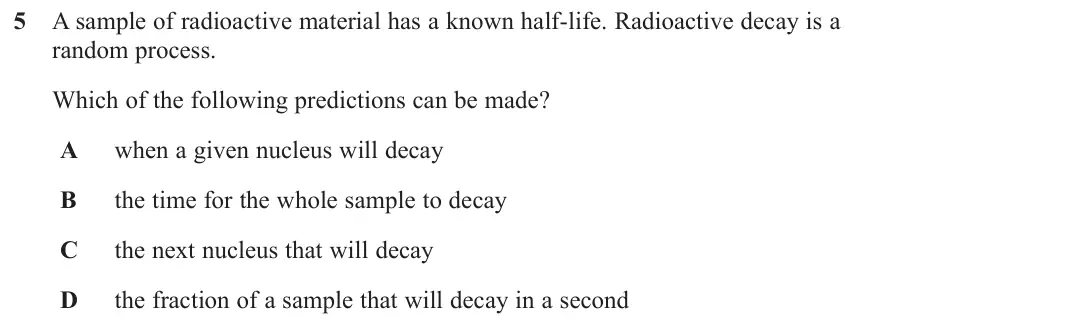 5 A sample of radioactive material has a known half-life. Radioactive decay is a
random process.
Which of the following predictions can be made?
A when a given nucleus will decay
B the time for the whole sample to decay
C the next nucleus that will decay
D the fraction of a sample that will decay in a second